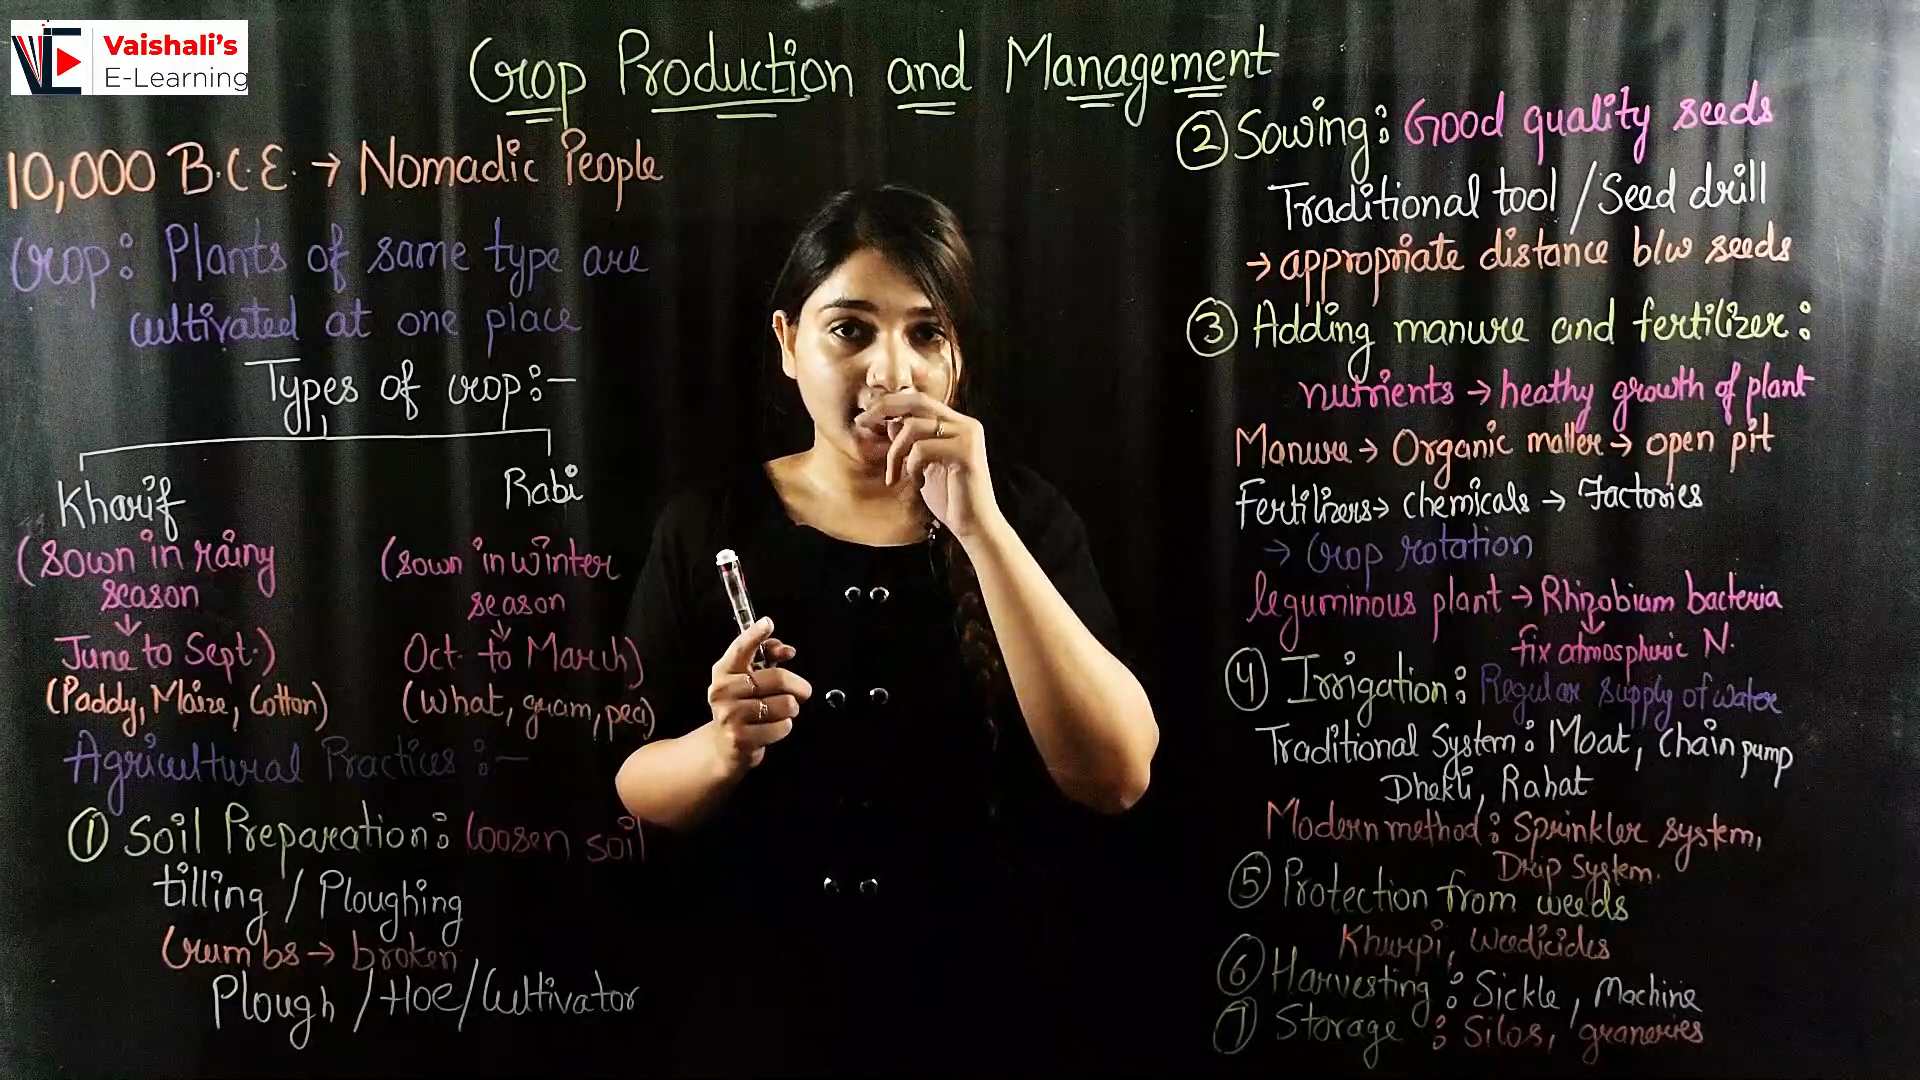 Vaishali's
E-Learning
Crop Production and Management
10,000 B.C.E. → Nomadic People
Crop: Plants of same type are
cultivated at one place
Types of crop:-
Kharif
(sown in rainy
season
↓
June to Sept.)
(Paddy, Maize, Cotton)
Rabi
(sown in winter
season
↓
Oct. to March)
(What, gram, pea)
Agricultural Practices :-
① Soil Preparation: loosen soil
tilling / Ploughing
Crumbs → broken
Plough / Hoe / Cultivator
② Sowing: Good quality seeds
Traditional tool / Seed drill
→ appropriate distance b/w seeds
③ Adding manure and fertilizer:
nutrients → heathy growth of plant
Manure → Organic matter → open pit
Fertilizers → chemicals → Factories
→ Crop rotation
leguminous plant → Rhizobium bacteria
↓
fix atmospheric N.
④ Irrigation: Regular supply of water
Traditional System: Moat, Chain pump
Dhekli, Rahat
Modern method: Sprinkler system,
Drip System.
⑤ Protection from weeds
Khurpi, Weedicides
⑥ Harvesting : Sickle, Machine
⑦ Storage : Silos, graneries